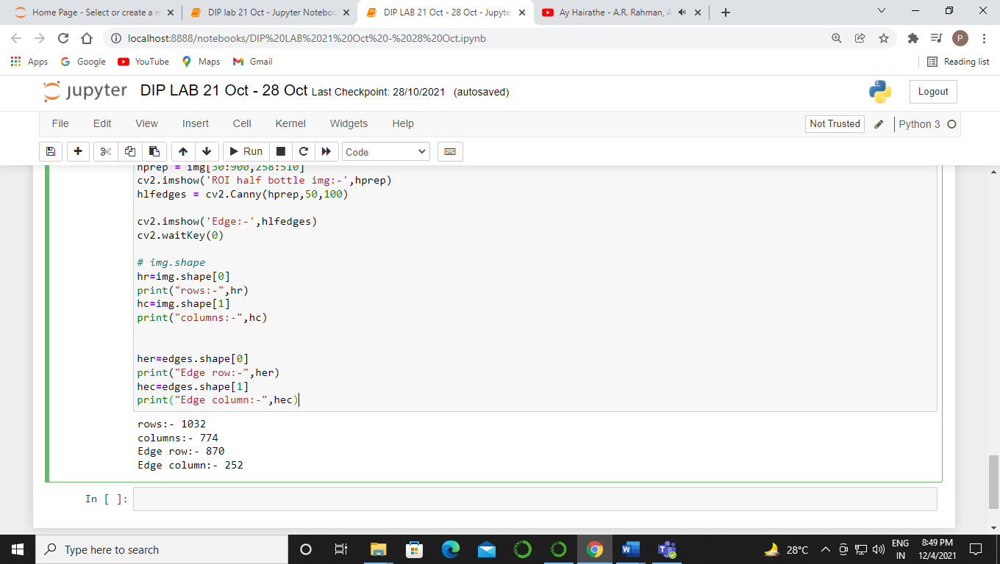 Home Page - Select or create a n
DIP lab 21 Oct - Jupyter Noteboo
DIP LAB 21 Oct - 28 Oct - Jupyte
Ay Hairathe - A.R. Rahman, A
localhost:8888/notebooks/DIP%20LAB%2021%20Oct%20-%2028%20Oct.ipynb
P
Apps
Google
YouTube
Maps
Gmail
Reading list
jupyter DIP LAB 21 Oct - 28 Oct Last Checkpoint: 28/10/2021 (autosaved)
Logout
File Edit View Insert Cell Kernel Widgets Help
Not Trusted
Python 3
Run
Code
hprep = img[30:900,258:510]
cv2.imshow('ROI half bottle img:-',hprep)
hlfedges = cv2.Canny(hprep,50,100)
cv2.imshow('Edge:-',hlfedges)
cv2.waitKey(0)
# img.shape
hr=img.shape[0]
print("rows:-",hr)
hc=img.shape[1]
print("columns:-",hc)
her=edges.shape[0]
print("Edge row:-",her)
hec=edges.shape[1]
print("Edge column:-",hec)
rows:- 1032
columns:- 774
Edge row:- 870
Edge column:- 252
In [ ]:
Type here to search
28°C
ENG
IN
8:49 PM
12/4/2021